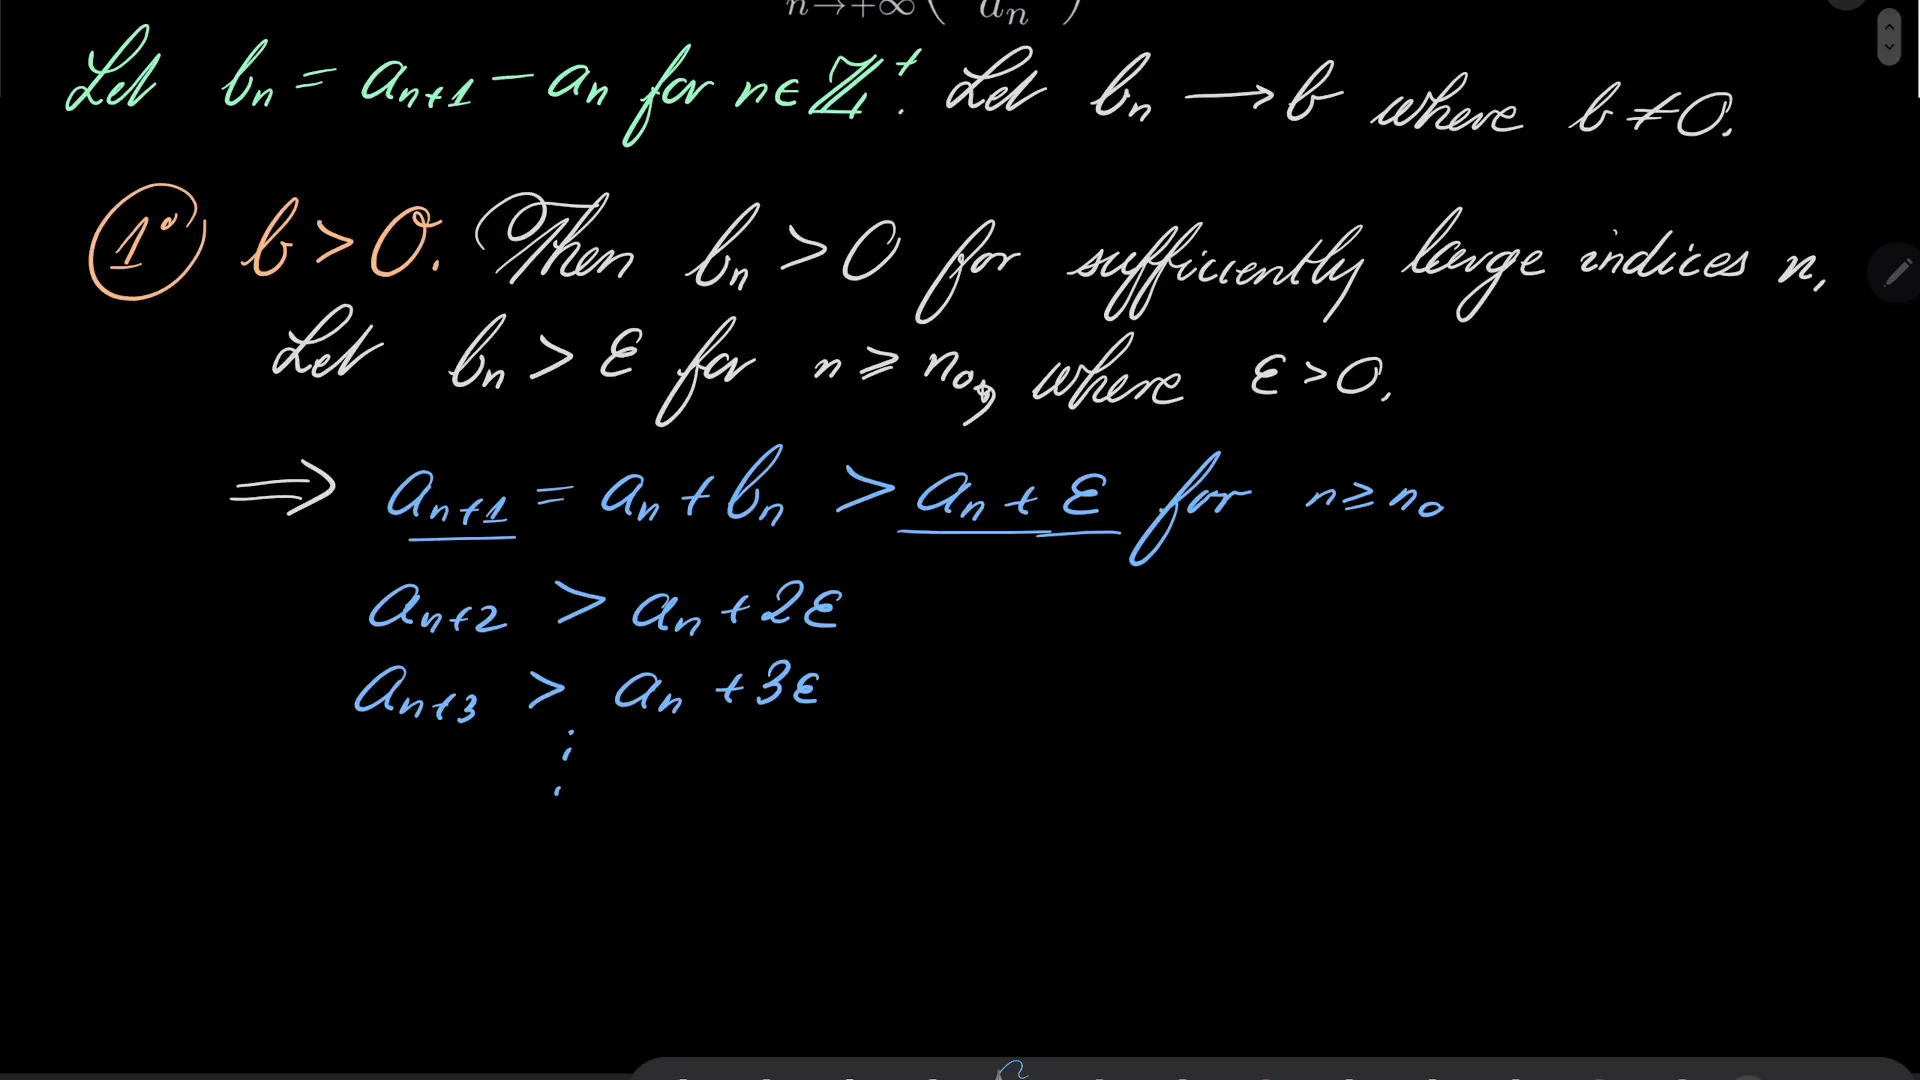 n→+∞ ( aₙ )
Let bₙ = aₙ₊₁ − aₙ for n∈ℤ⁺. Let bₙ ⟶ b where b ≠ 0.
1° b > 0. Then bₙ > 0 for sufficiently large indices n.
Let bₙ > ε for n ≥ n₀, where ε > 0.
⟹ aₙ₊₁ = aₙ + bₙ > aₙ + ε for n ≥ n₀
aₙ₊₂ > aₙ + 2ε
aₙ₊₃ > aₙ + 3ε
⋮